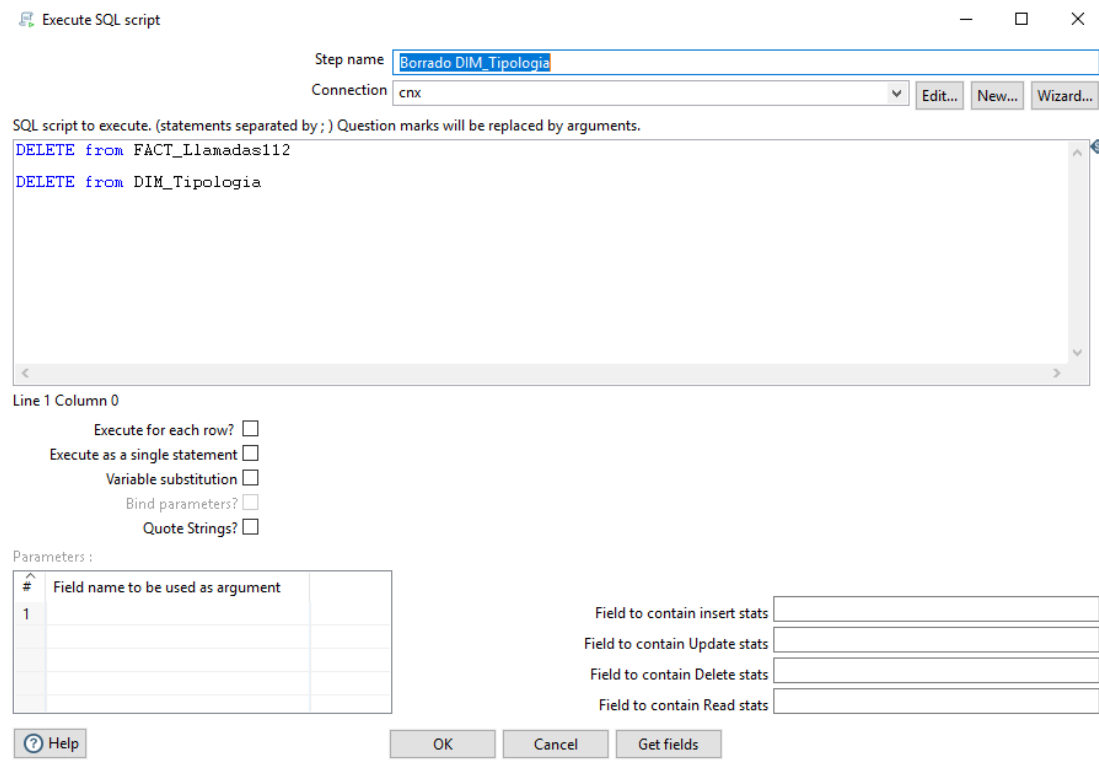 Execute SQL script
Step name Borrado DIM_Tipologia
Connection cnx Edit... New... Wizard...
SQL script to execute. (statements separated by ; ) Question marks will be replaced by arguments.
DELETE from FACT_Llamadas112
DELETE from DIM_Tipologia
Line 1 Column 0
Execute for each row?
Execute as a single statement
Variable substitution
Bind parameters?
Quote Strings?
Parameters :
# Field name to be used as argument
1
Field to contain insert stats
Field to contain Update stats
Field to contain Delete stats
Field to contain Read stats
Help OK Cancel Get fields